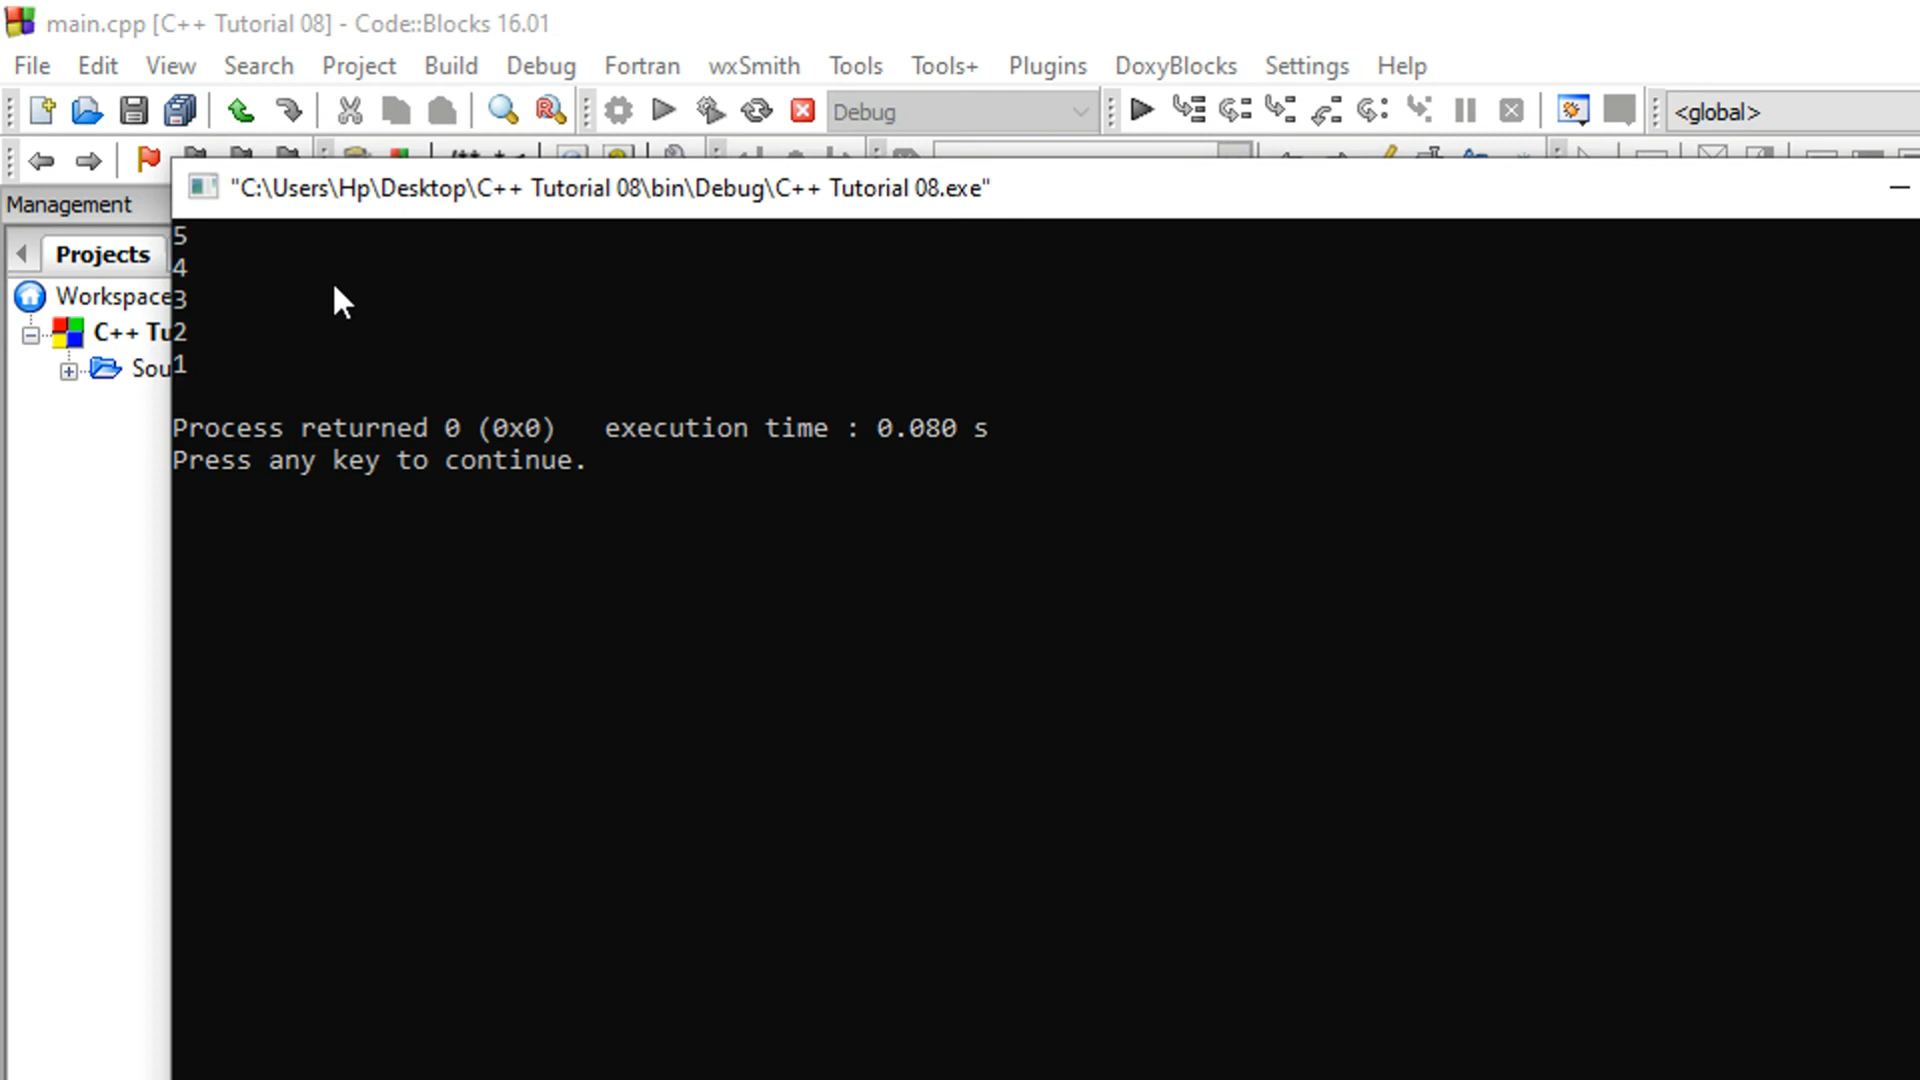 main.cpp [C++ Tutorial 08] - Code::Blocks 16.01
File Edit View Search Project Build Debug Fortran wxSmith Tools Tools+ Plugins DoxyBlocks Settings Help
Debug
<global>
"C:\Users\Hp\Desktop\C++ Tutorial 08\bin\Debug\C++ Tutorial 08.exe"
Management
Projects
Workspace
C++ Tu
Sou
5
4
3
2
1
Process returned 0 (0x0)   execution time : 0.080 s
Press any key to continue.